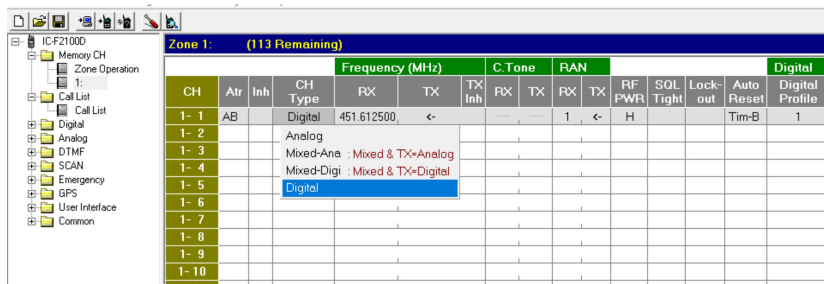 IC-F2100D
Memory CH
Zone Operation
1:
Call List
Call List
Digital
Analog
DTMF
SCAN
Emergency
GPS
User Interface
Common
Zone 1: (113 Remaining)
Frequency (MHz) C.Tone RAN Digital
CH Atr Inh CH Type RX TX TX Inh RX TX RX TX RF PWR SQL Tight Lock-out Auto Reset Digital Profile
1- 1 AB Digital 451.612500 <- --- --- 1 <- H Tim-B 1
1- 2
1- 3
1- 4
1- 5
1- 6
1- 7
1- 8
1- 9
1- 10
Analog
Mixed-Ana : Mixed & TX=Analog
Mixed-Digi : Mixed & TX=Digital
Digital